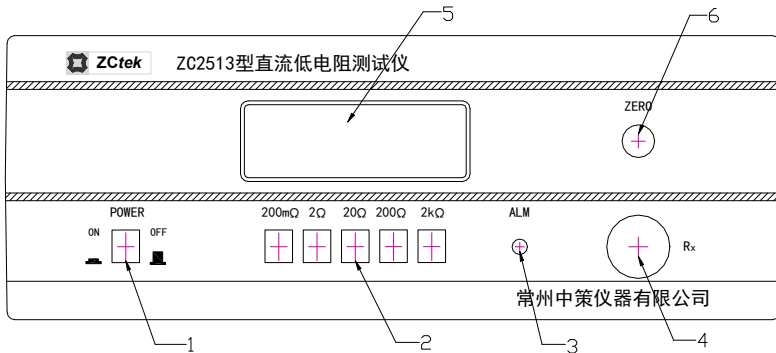 5
6
ZCtek ZC2513型直流低电阻测试仪
ZERO
POWER
ON OFF
200mΩ 2Ω 20Ω 200Ω 2kΩ
ALM
Rx
常州中策仪器有限公司
1
2
3
4